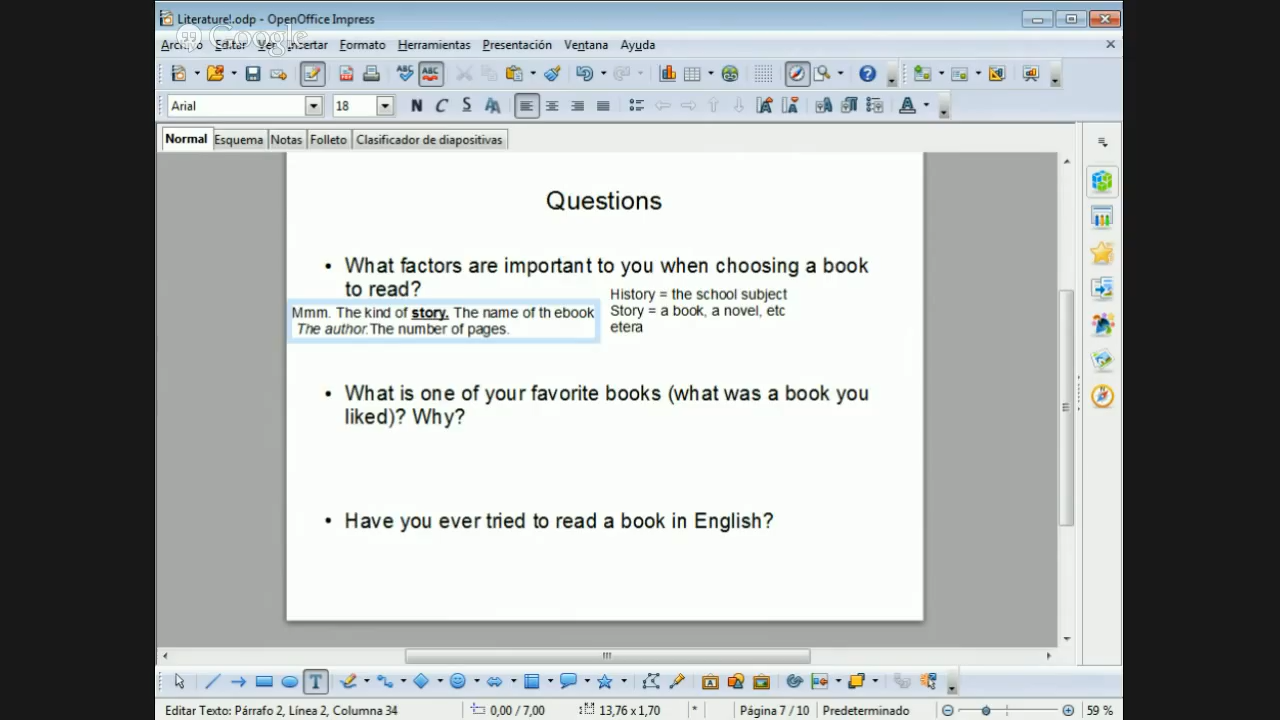 Literature!.odp - OpenOffice Impress
Google
Archivo Editar Ver Insertar Formato Herramientas Presentación Ventana Ayuda
Arial 18 N C S A
Normal Esquema Notas Folleto Clasificador de diapositivas
Questions
• What factors are important to you when choosing a book
to read?
Mmm. The kind of story. The name of th ebook
The author.The number of pages.
History = the school subject
Story = a book, a novel, etc
etera
• What is one of your favorite books (what was a book you
liked)? Why?
• Have you ever tried to read a book in English?
Editar Texto: Párrafo 2, Línea 2, Columna 34 0,00 / 7,00 13,76 x 1,70 * Página 7 / 10 Predeterminado 59 %